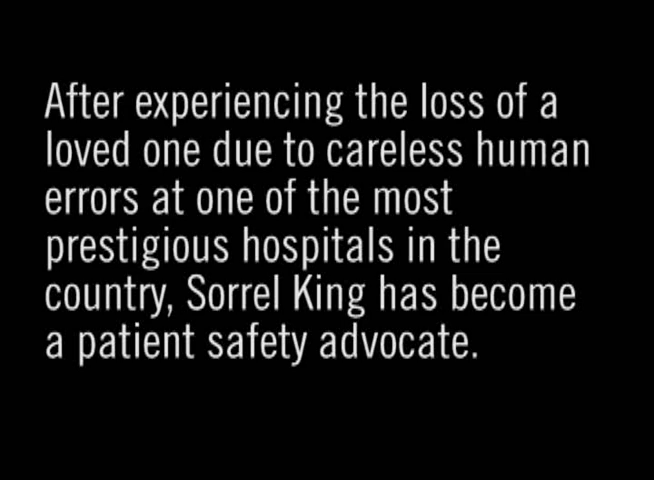 After experiencing the loss of a
loved one due to careless human
errors at one of the most
prestigious hospitals in the
country, Sorrel King has become
a patient safety advocate.